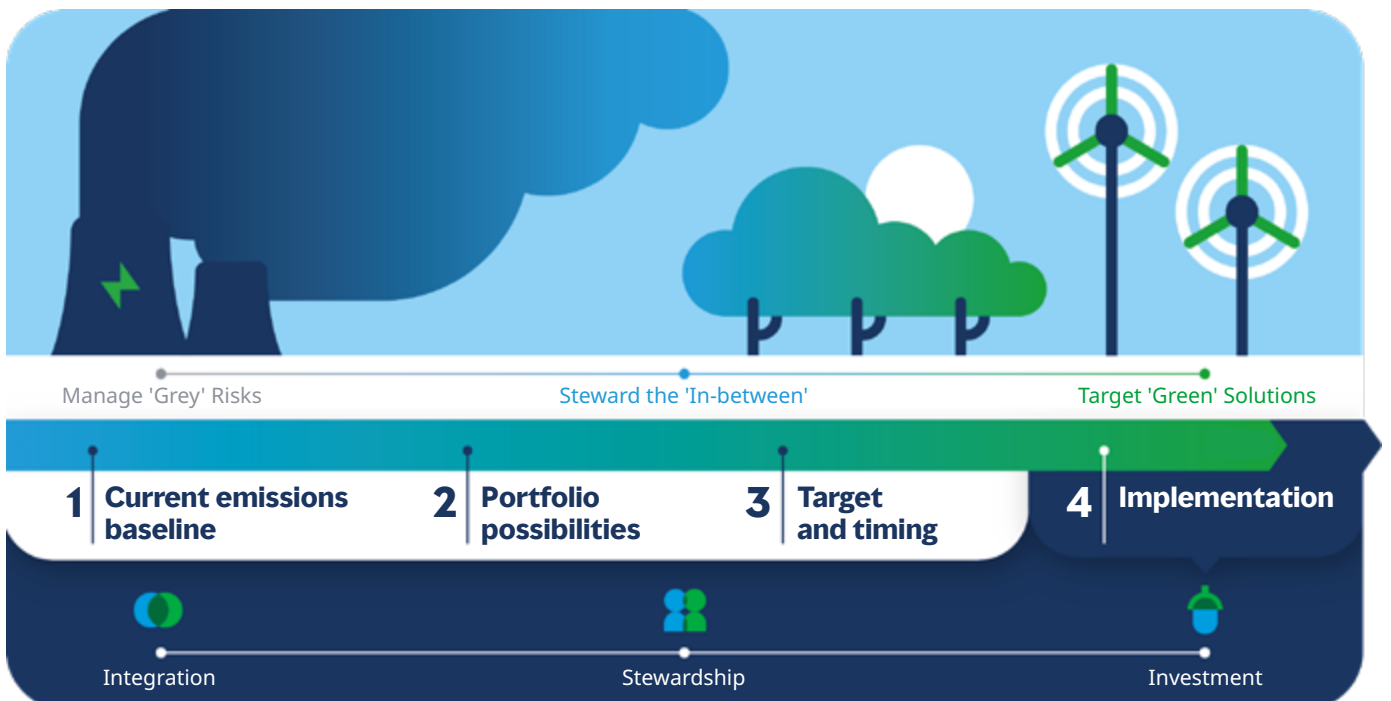 Manage 'Grey' Risks
Steward the 'In-between'
Target 'Green' Solutions
1 Current emissions
baseline
2 Portfolio
possibilities
3 Target
and timing
4 Implementation
Integration
Stewardship
Investment